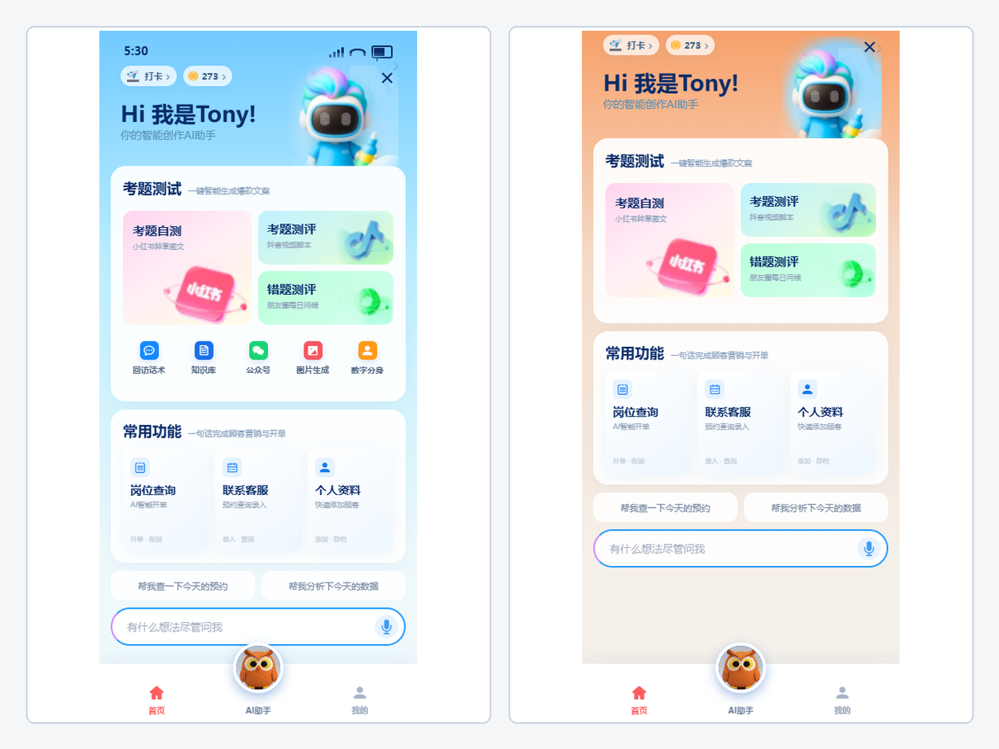 5:30
打卡 >
273 >
Hi 我是Tony!
你的智能创作AI助手
考题测试 一键智能生成爆款文案
考题自测
小红书种草图文
小红书
考题测评
抖音视频脚本
错题测评
朋友圈每日问候
回访话术 知识库 公众号 图片生成 数字分身
常用功能 一句话完成顾客营销与开单
岗位查询 联系客服 个人资料
AI智能开单 预约查询录入 快速添加顾客
开单 · 收银 录入 · 查询 添加 · 存档
帮我查一下今天的预约 帮我分析下今天的数据
有什么想法尽管问我
首页 AI助手 我的
打卡 >
273 >
Hi 我是Tony!
你的智能创作AI助手
考题测试 一键智能生成爆款文案
考题自测
小红书种草图文
小红书
考题测评
抖音视频脚本
错题测评
朋友圈每日问候
常用功能 一句话完成顾客营销与开单
岗位查询 联系客服 个人资料
AI智能开单 预约查询录入 快速添加顾客
开单 · 收银 录入 · 查询 添加 · 存档
帮我查一下今天的预约 帮我分析下今天的数据
有什么想法尽管问我
首页 AI助手 我的